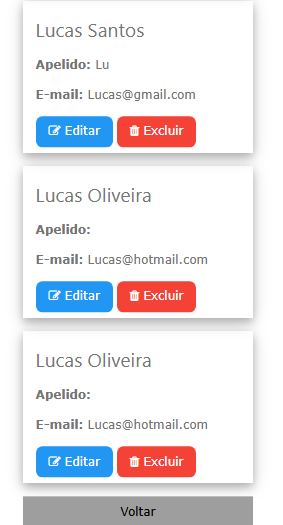 Lucas Santos
Apelido: Lu
E-mail: Lucas@gmail.com
Editar Excluir
Lucas Oliveira
Apelido:
E-mail: Lucas@hotmail.com
Editar Excluir
Lucas Oliveira
Apelido:
E-mail: Lucas@hotmail.com
Editar Excluir
Voltar